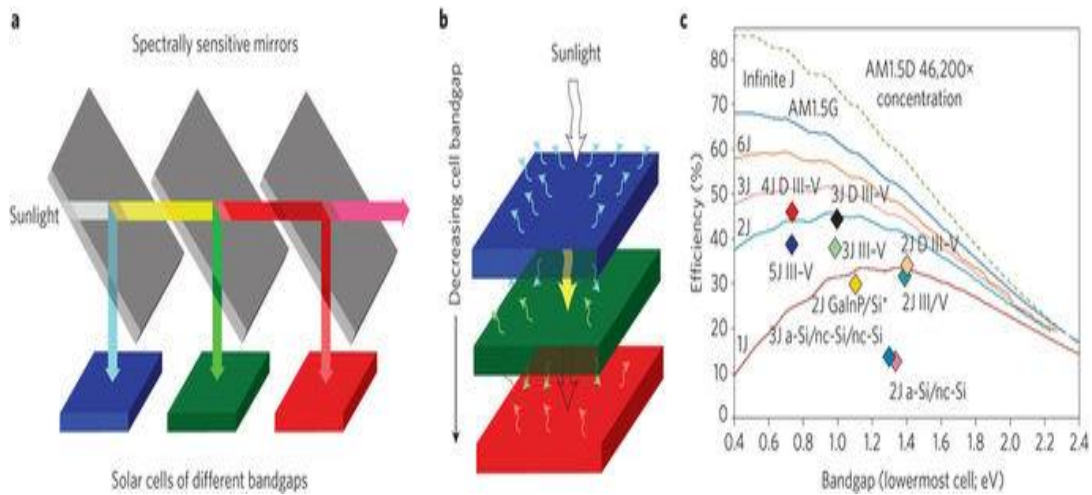 a
Spectrally sensitive mirrors
Sunlight
Solar cells of different bandgaps
b
Sunlight
Decreasing cell bandgap
c
Efficiency (%)
80
70
60
50
40
30
20
10
0
Infinite J
AM1.5D 46,200×
concentration
AM1.5G
6J
3J
4J D III–V
3J D III–V
2J
5J III–V
3J III–V
2J D III–V
2J GaInP/Si*
2J III/V
3J a-Si/nc-Si/nc-Si
1J
2J a-Si/nc-Si
0.4 0.6 0.8 1.0 1.2 1.4 1.6 1.8 2.0 2.2 2.4
Bandgap (lowermost cell; eV)